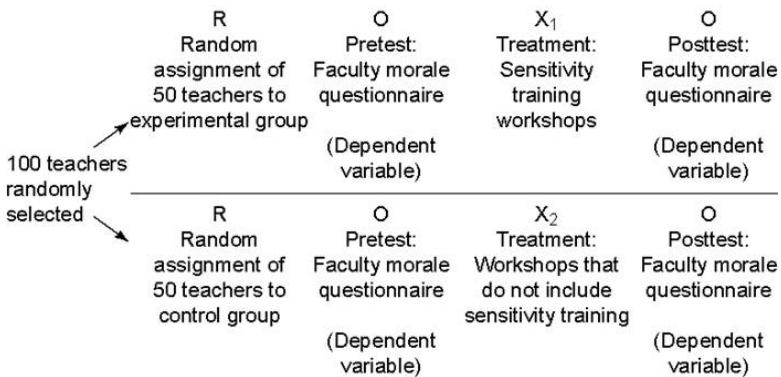 R O X₁ O
Random Pretest: Treatment: Posttest:
assignment of Faculty morale Sensitivity Faculty morale
50 teachers to questionnaire training questionnaire
experimental group workshops
(Dependent (Dependent
variable) variable)
100 teachers
randomly
selected
R O X₂ O
Random Pretest: Treatment: Posttest:
assignment of Faculty morale Workshops that Faculty morale
50 teachers to questionnaire do not include questionnaire
control group sensitivity training
(Dependent (Dependent
variable) variable)